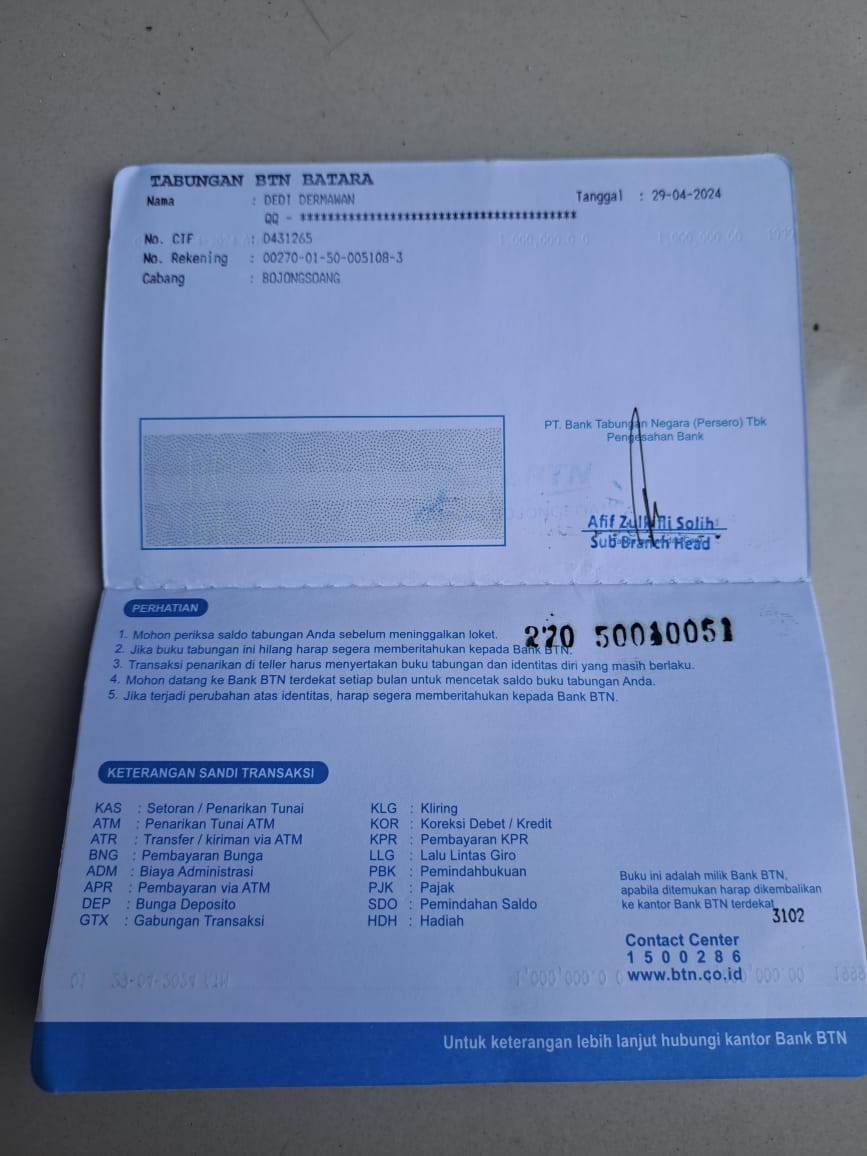 TABUNGAN BTN BATARA
Nama : DEDI DERMAWAN
Tanggal : 29-04-2024
QQ - ****************************************
No. CIF : D431265
No. Rekening : 00270-01-50-005108-3
Cabang : BOJONGSOANG
PT. Bank Tabungan Negara (Persero) Tbk
Pengesahan Bank
Afif Zulkifli Solih
Sub Branch Head
PERHATIAN
270 50010051
1. Mohon periksa saldo tabungan Anda sebelum meninggalkan loket.
2. Jika buku tabungan ini hilang harap segera memberitahukan kepada Bank BTN.
3. Transaksi penarikan di teller harus menyertakan buku tabungan dan identitas diri yang masih berlaku.
4. Mohon datang ke Bank BTN terdekat setiap bulan untuk mencetak saldo buku tabungan Anda.
5. Jika terjadi perubahan atas identitas, harap segera memberitahukan kepada Bank BTN.
KETERANGAN SANDI TRANSAKSI
KAS : Setoran / Penarikan Tunai
ATM : Penarikan Tunai ATM
ATR : Transfer / kiriman via ATM
BNG : Pembayaran Bunga
ADM : Biaya Administrasi
APR : Pembayaran via ATM
DEP : Bunga Deposito
GTX : Gabungan Transaksi
KLG : Kliring
KOR : Koreksi Debet / Kredit
KPR : Pembayaran KPR
LLG : Lalu Lintas Giro
PBK : Pemindahbukuan
PJK : Pajak
SDO : Pemindahan Saldo
HDH : Hadiah
Buku ini adalah milik Bank BTN,
apabila ditemukan harap dikembalikan
ke kantor Bank BTN terdekat
3102
Contact Center
1 5 0 0 2 8 6
www.btn.co.id
Untuk keterangan lebih lanjut hubungi kantor Bank BTN